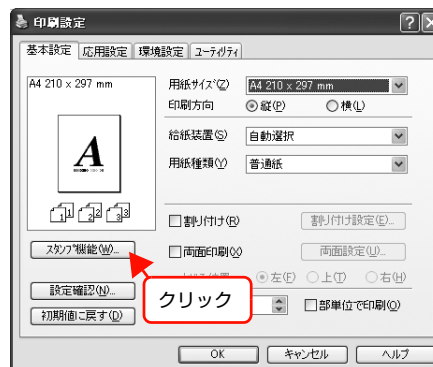 印刷設定
基本設定 応用設定 環境設定 ユーティリティ
A4 210 x 297 mm
用紙サイズ(Z) A4 210 x 297 mm
印刷方向 縦(P) 横(L)
給紙装置(S) 自動選択
用紙種類(Y) 普通紙
A
1 2 3
割り付け(R) 割り付け設定(E)...
スタンプ機能(W)... 両面印刷(X) 両面設定(U)...
左(F) 上(T) 右(H)
設定確認(N)...
クリック
部単位で印刷(O)
初期値に戻す(D)
OK キャンセル ヘルプ